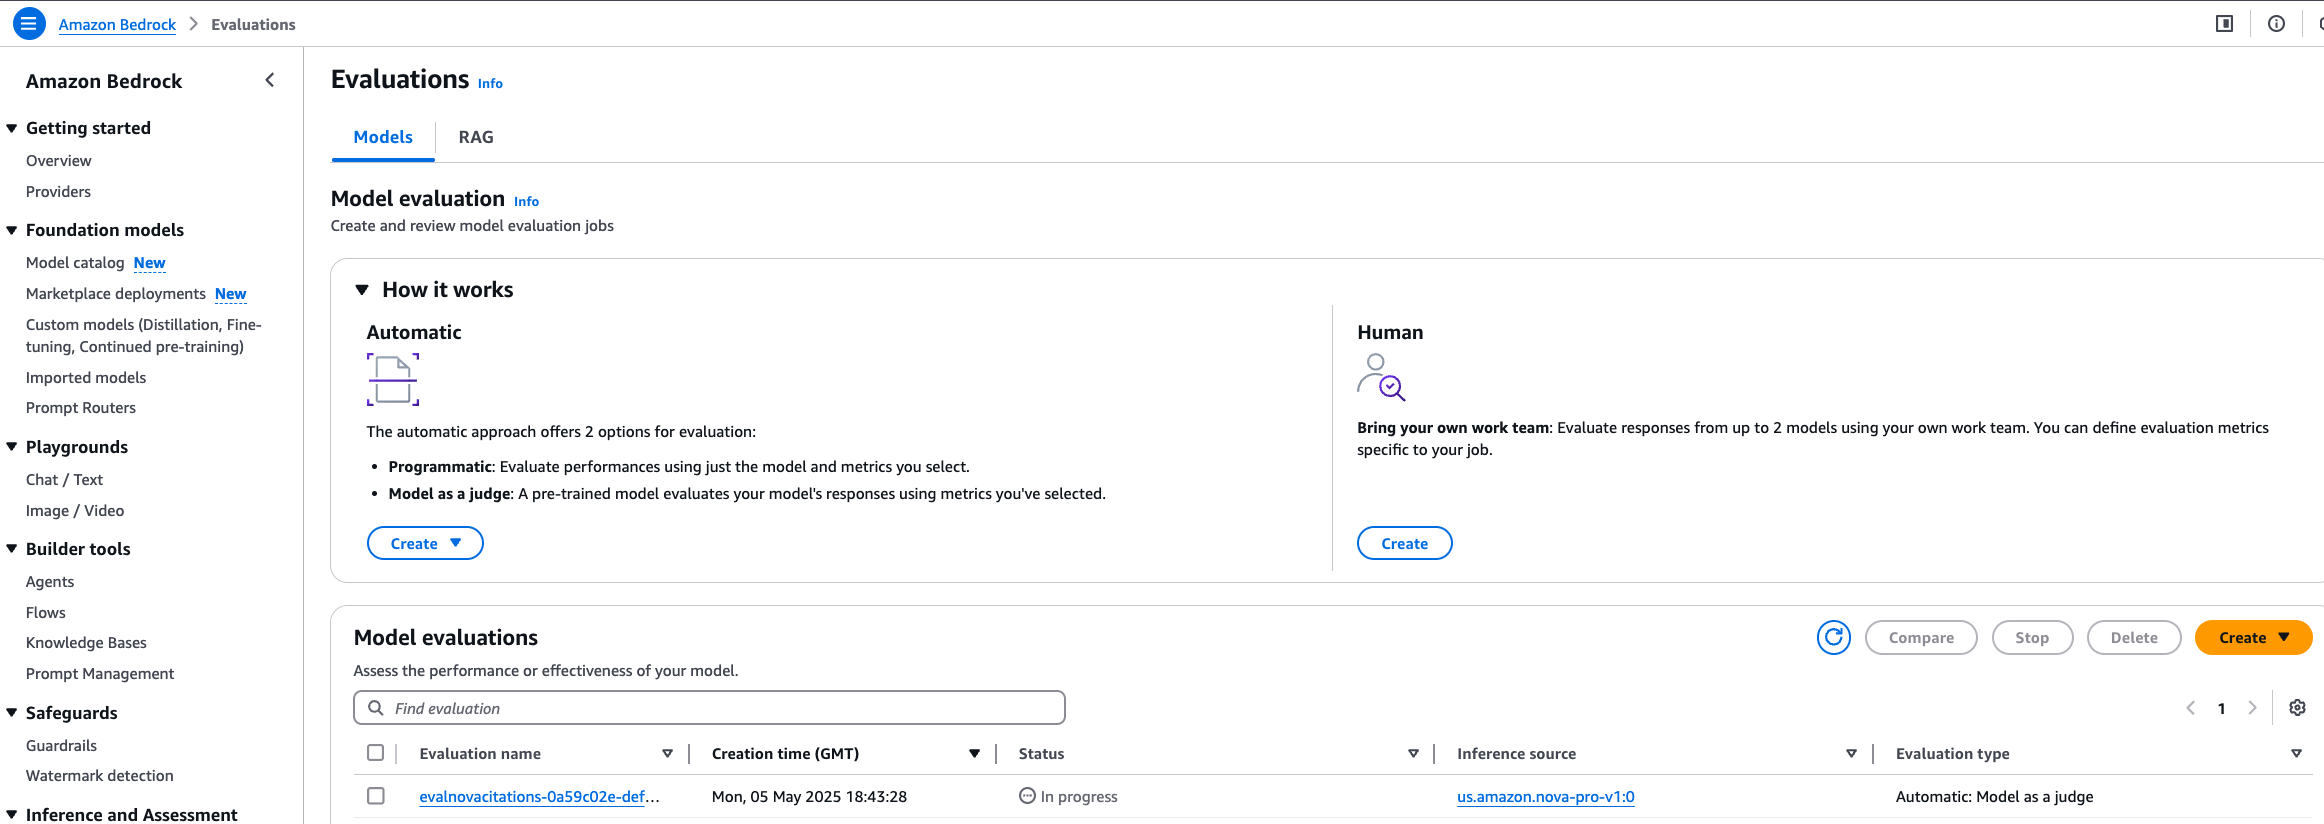 Amazon Bedrock > Evaluations
Amazon Bedrock
Getting started
Overview
Providers
Foundation models
Model catalog New
Marketplace deployments New
Custom models (Distillation, Fine-
tuning, Continued pre-training)
Imported models
Prompt Routers
Playgrounds
Chat / Text
Image / Video
Builder tools
Agents
Flows
Knowledge Bases
Prompt Management
Safeguards
Guardrails
Watermark detection
Inference and Assessment
Evaluations Info
Models RAG
Model evaluation Info
Create and review model evaluation jobs
How it works
Automatic
The automatic approach offers 2 options for evaluation:
• Programmatic: Evaluate performances using just the model and metrics you select.
• Model as a judge: A pre-trained model evaluates your model's responses using metrics you've selected.
Create
Human
Bring your own work team: Evaluate responses from up to 2 models using your own work team. You can define evaluation metrics
specific to your job.
Create
Model evaluations
Compare Stop Delete Create
Assess the performance or effectiveness of your model.
Find evaluation
1
Evaluation name Creation time (GMT) Status Inference source Evaluation type
evalnovacitations-0a59c02e-def... Mon, 05 May 2025 18:43:28 In progress us.amazon.nova-pro-v1:0 Automatic: Model as a judge